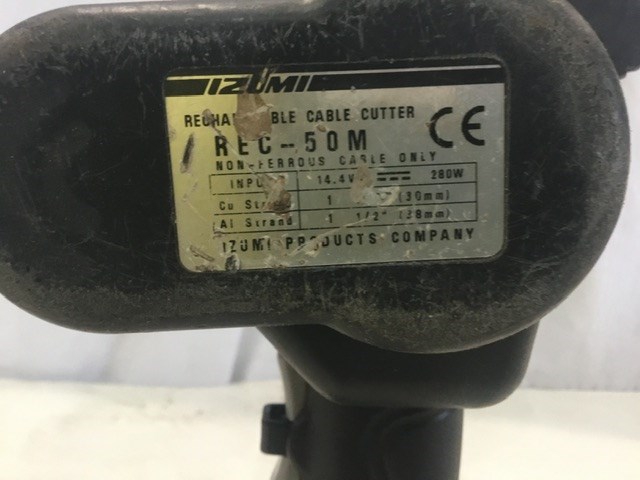 IZUMI
CABLE CUTTER
REC-50M
CE
NON-FERROUS CABLE ONLY
14.4V ⎓ 280W
Cu 1 (30mm)
Al Strand 1 1/2" (38mm)
IZUMI PRODUCTS COMPANY